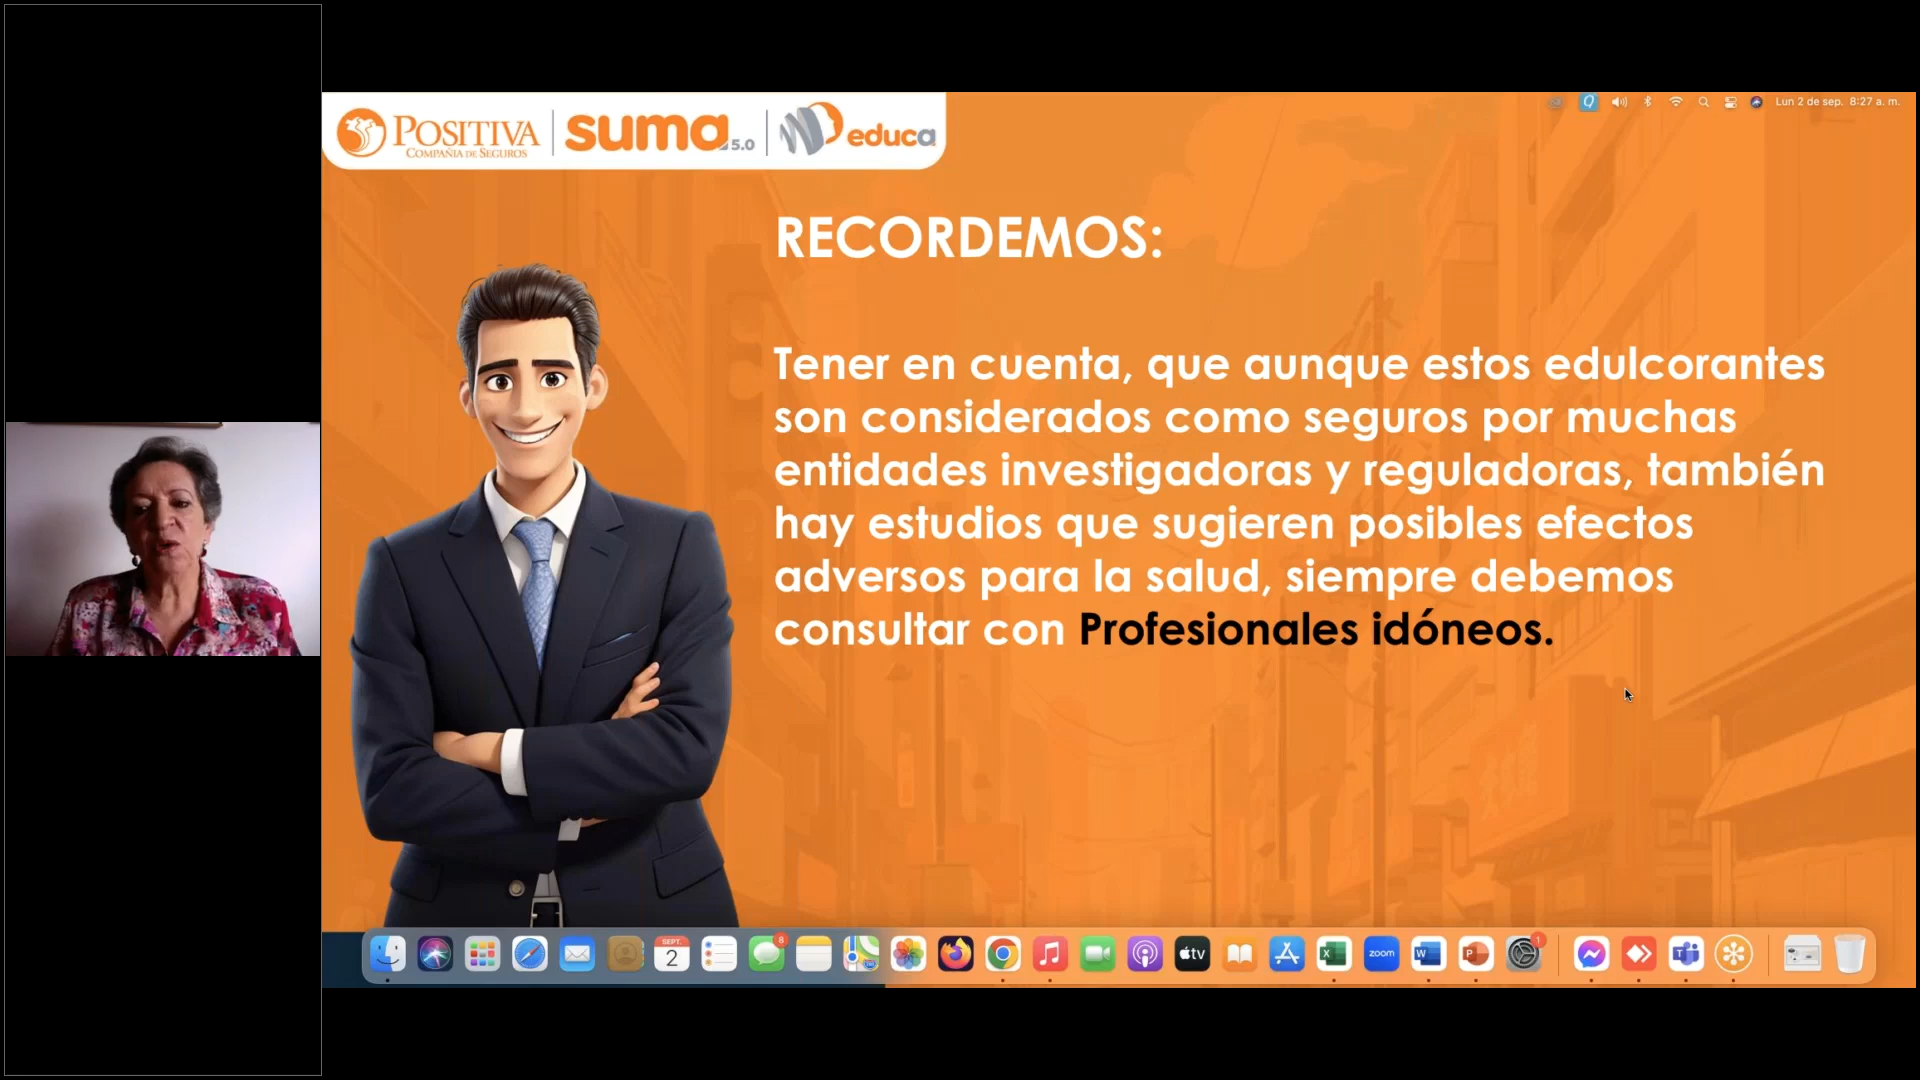 POSITIVA
COMPAÑÍA DE SEGUROS
suma 5.0
educa
Lun 2 de sep. 8:27 a. m.
RECORDEMOS:
Tener en cuenta, que aunque estos edulcorantes
son considerados como seguros por muchas
entidades investigadoras y reguladoras, también
hay estudios que sugieren posibles efectos
adversos para la salud, siempre debemos
consultar con Profesionales idóneos.
SEPT.
2
8
tv
zoom
1